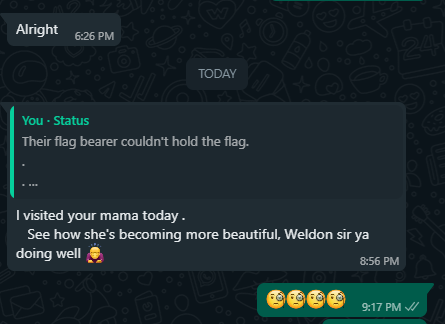 Alright
6:26 PM
TODAY
You · Status
Their flag bearer couldn't hold the flag.
.
. ...
I visited your mama today .
See how she's becoming more beautiful, Weldon sir ya
doing well 🙇
8:56 PM
🧐🧐🧐🧐
9:17 PM